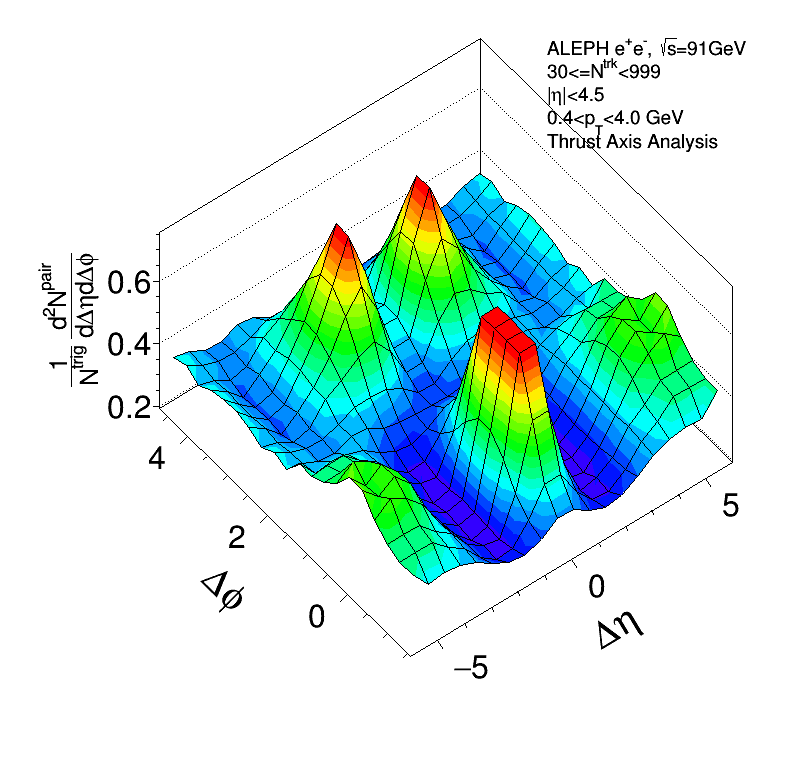 ALEPH e+e-, √s=91GeV
30<=Ntrk<999
|η|<4.5
0.4<pT<4.0 GeV
Thrust Axis Analysis
1/Ntrig d2Npair/dΔηdΔϕ
0.6
0.4
0.2
4
2
0
Δϕ
5
0
−5
Δη